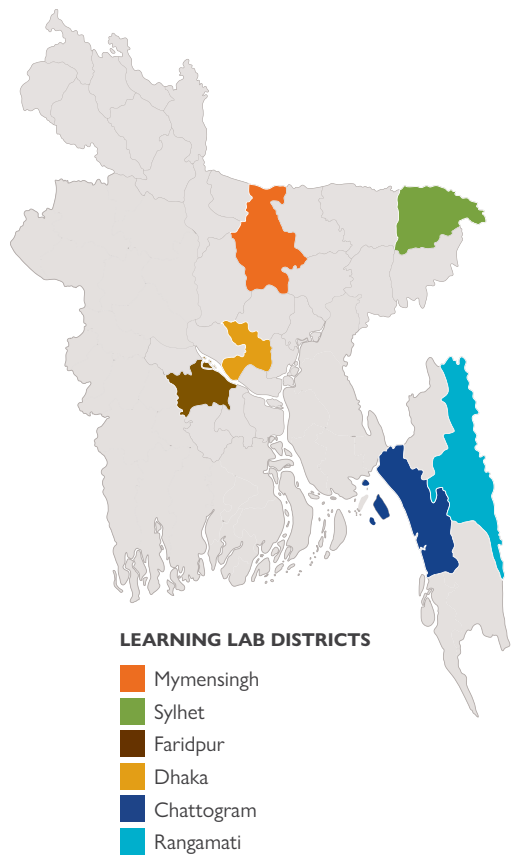 LEARNING LAB DISTRICTS
Mymensingh
Sylhet
Faridpur
Dhaka
Chattogram
Rangamati